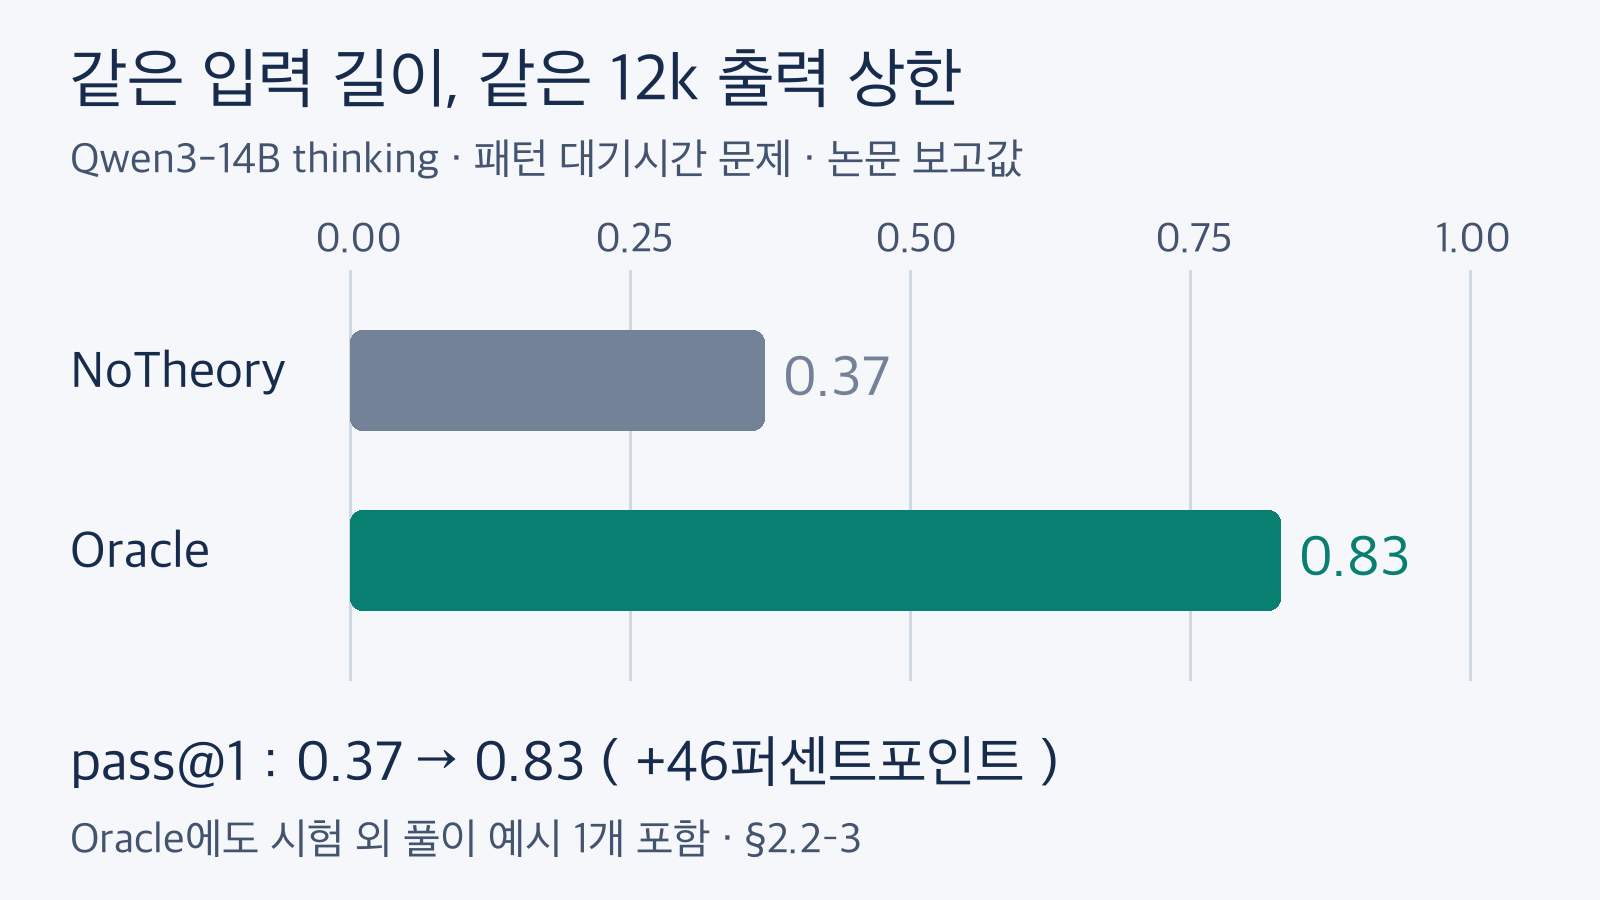 같은 입력 길이, 같은 12k 출력 상한
Qwen3-14B thinking · 패턴 대기시간 문제 · 논문 보고값
0.00 0.25 0.50 0.75 1.00
NoTheory 0.37
Oracle 0.83
pass@1 : 0.37 → 0.83 ( +46퍼센트포인트 )
Oracle에도 시험 외 풀이 예시 1개 포함 · §2.2-3